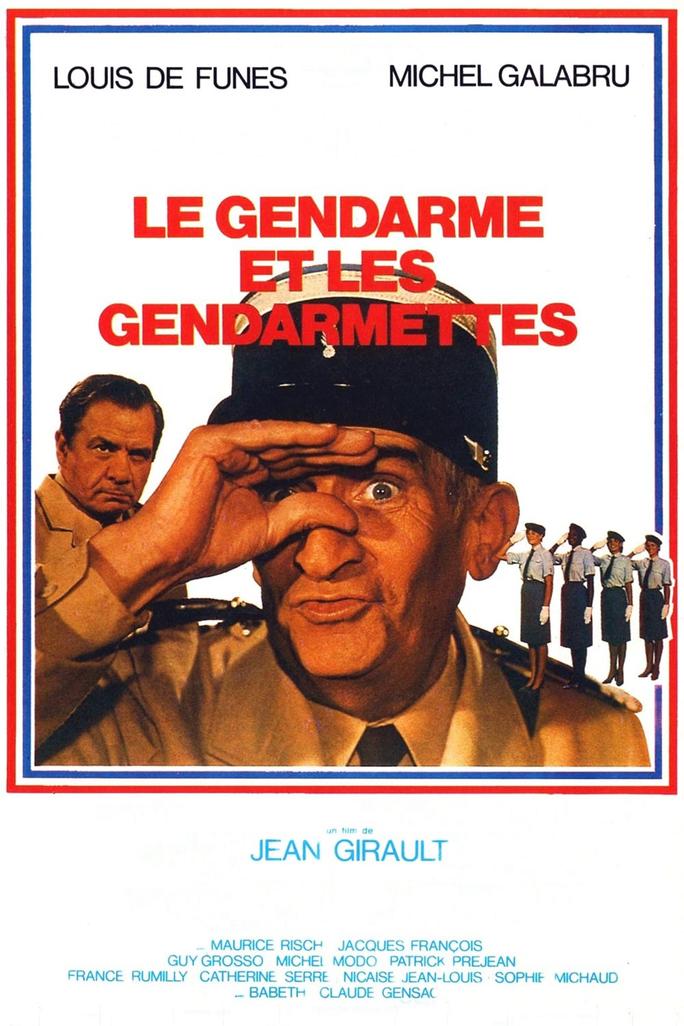 LOUIS DE FUNES MICHEL GALABRU
LE GENDARME
ET LES
GENDARMETTES
un film de
JEAN GIRAULT
... MAURICE RISCH JACQUES FRANÇOIS
GUY GROSSO MICHEL MODO PATRICK PREJEAN
FRANCE RUMILLY CATHERINE SERRE NICAISE JEAN-LOUIS SOPHIE MICHAUD
... BABETH CLAUDE GENSAC